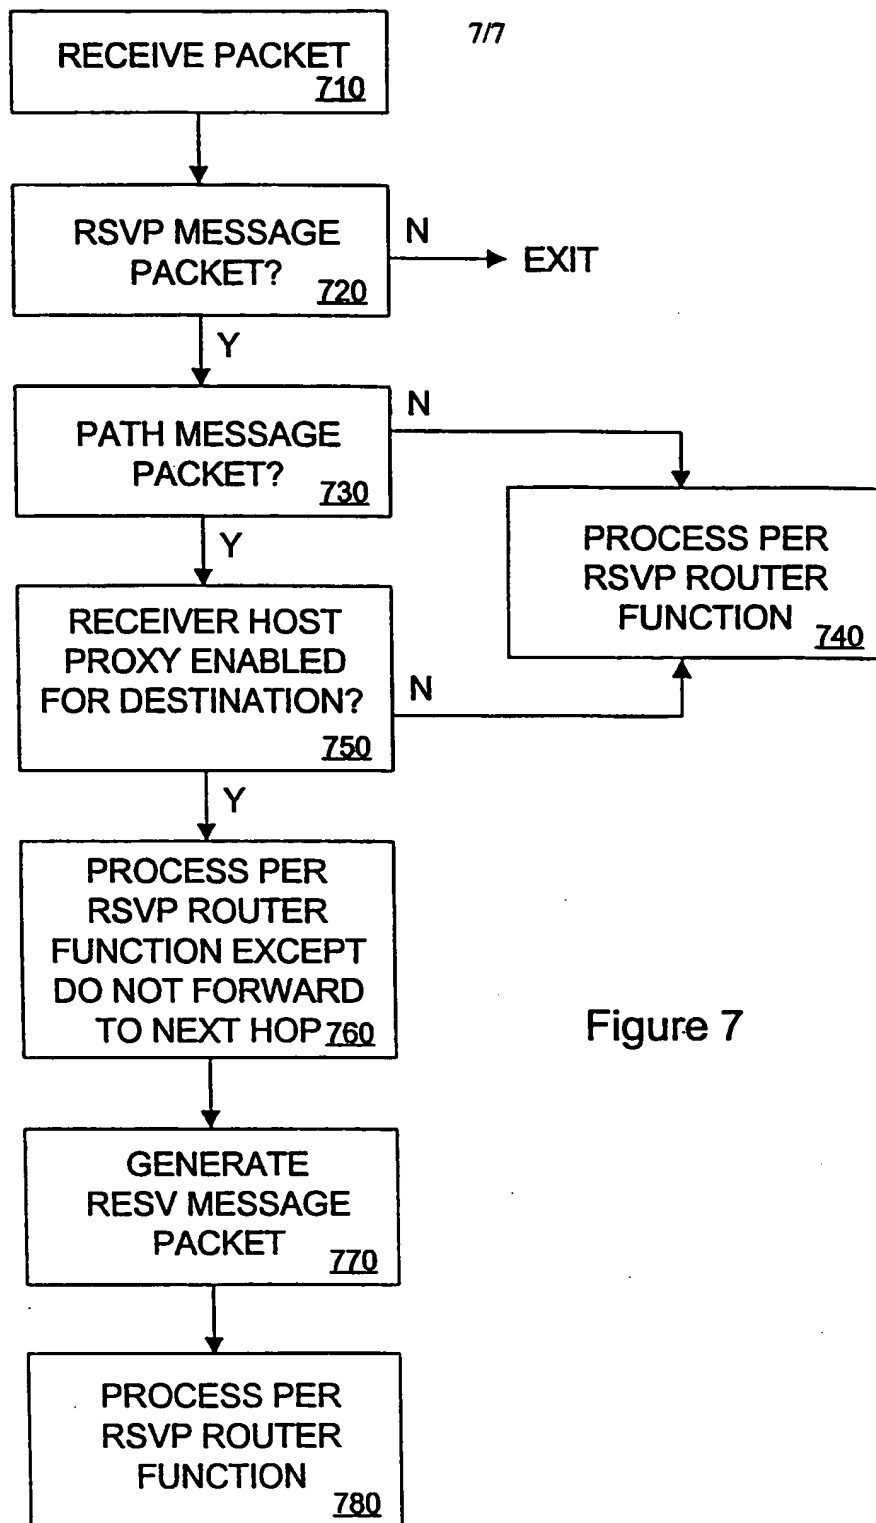 7/7
RECEIVE PACKET
710
RSVP MESSAGE
PACKET?
720
N
EXIT
Y
PATH MESSAGE
PACKET?
730
N
Y
PROCESS PER
RSVP ROUTER
FUNCTION
740
RECEIVER HOST
PROXY ENABLED
FOR DESTINATION?
750
N
Y
PROCESS PER
RSVP ROUTER
FUNCTION EXCEPT
DO NOT FORWARD
TO NEXT HOP 760
Figure 7
GENERATE
RESV MESSAGE
PACKET
770
PROCESS PER
RSVP ROUTER
FUNCTION
780